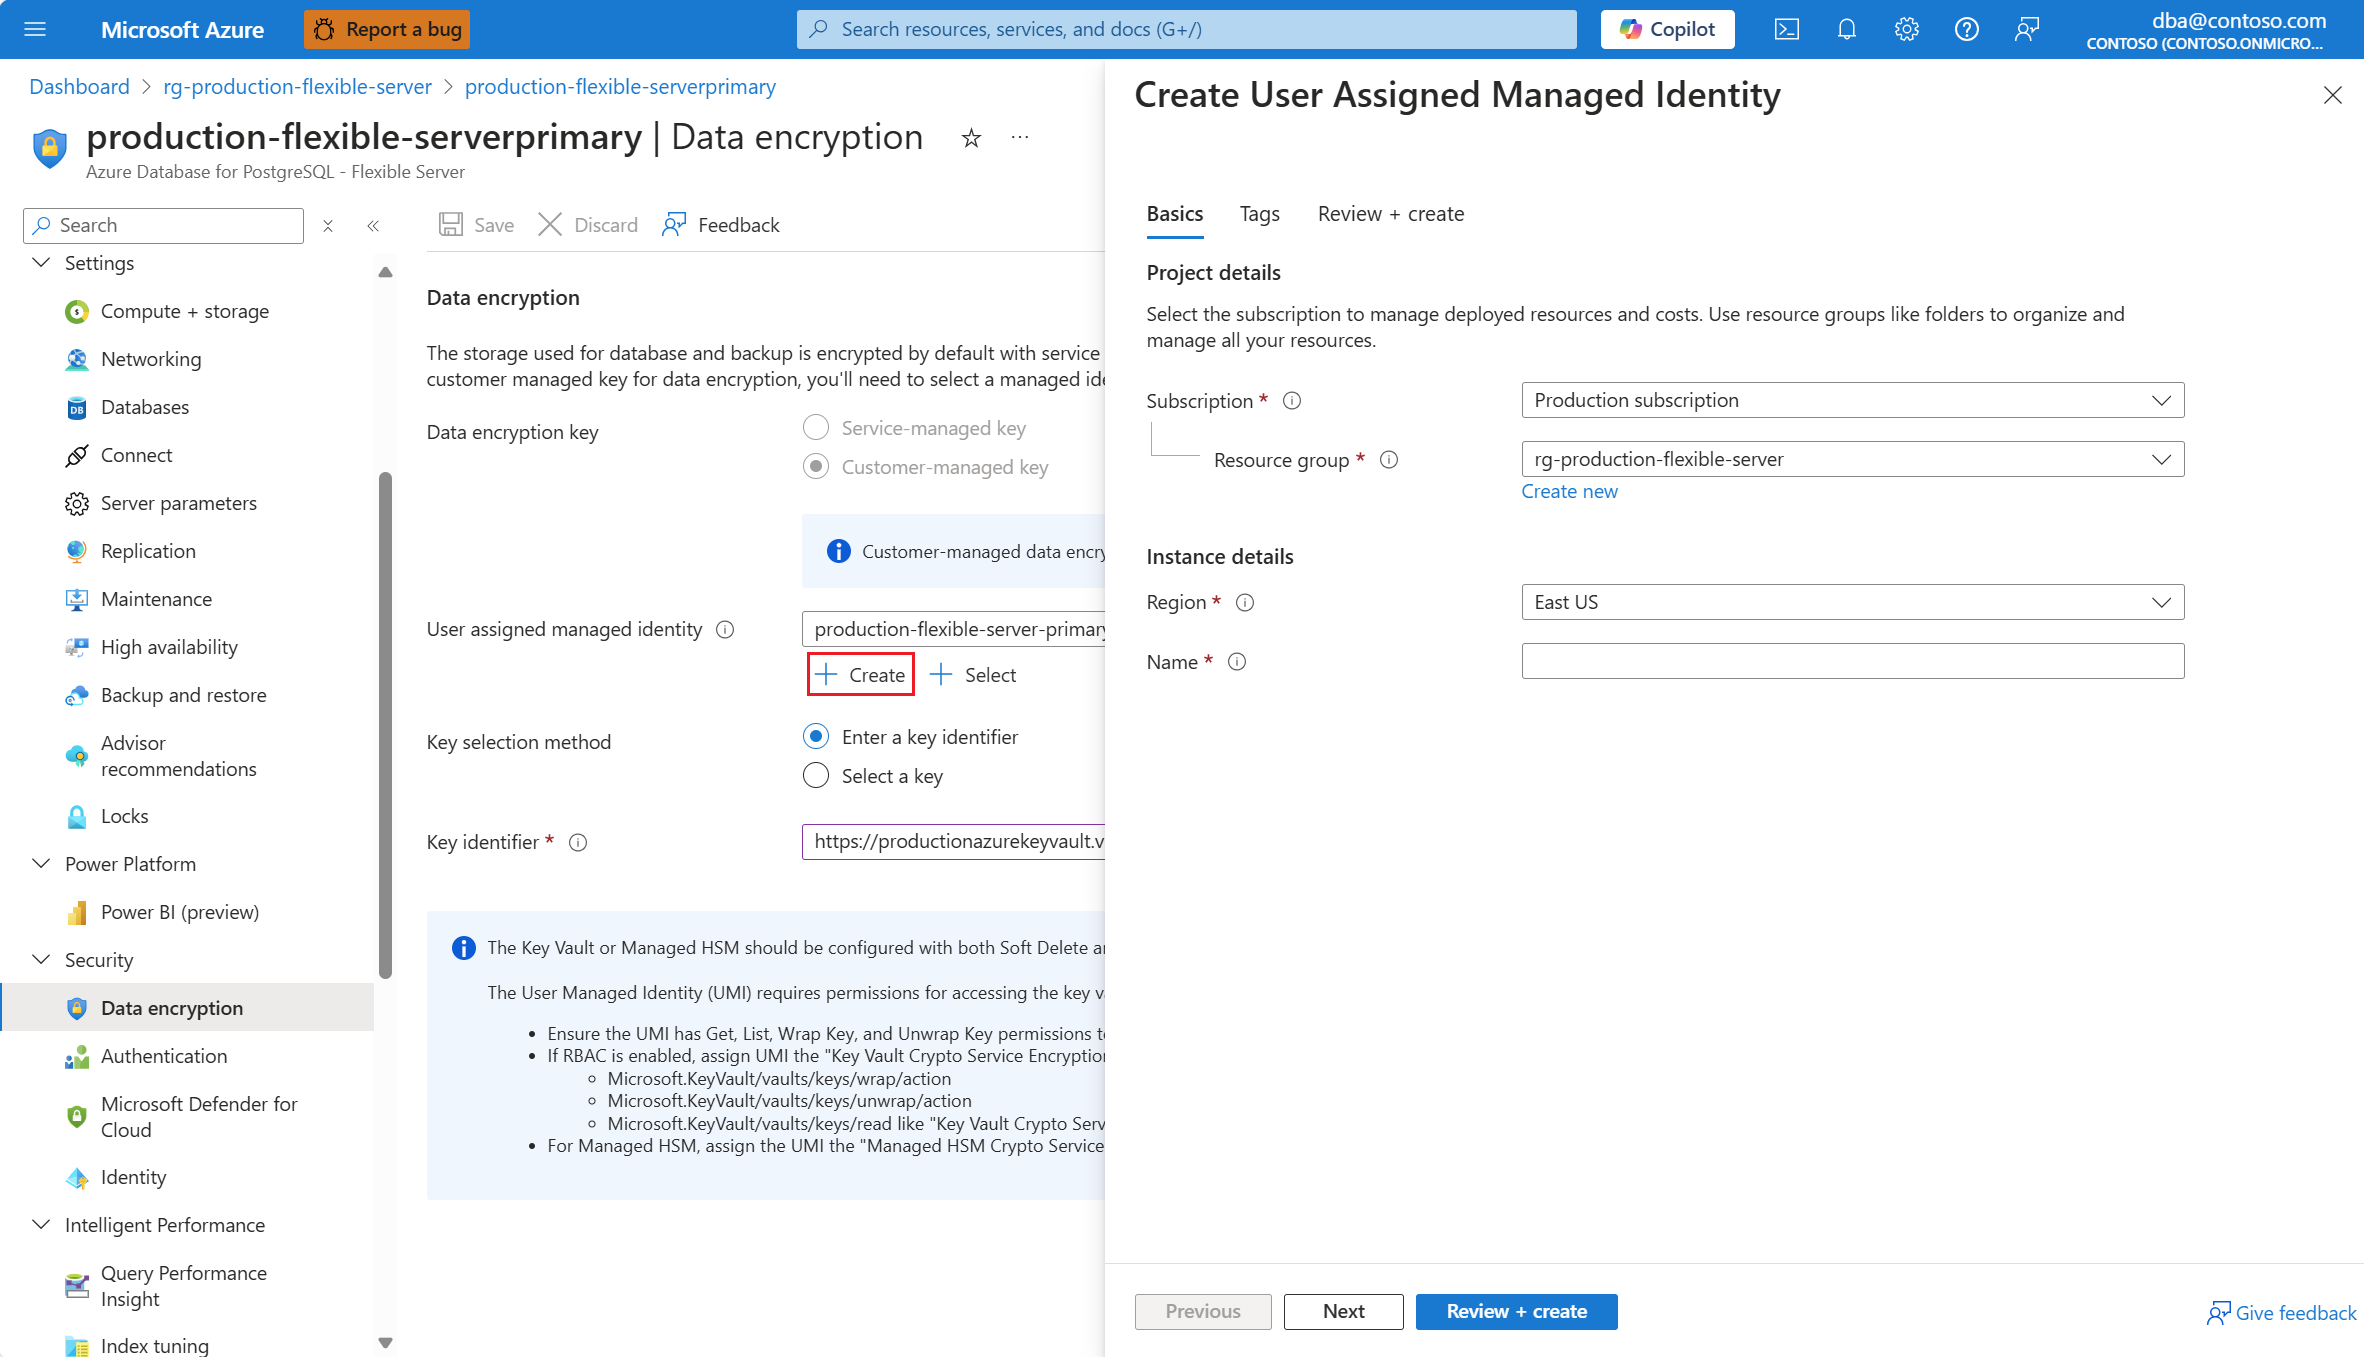 Microsoft Azure
Report a bug
Search resources, services, and docs (G+/)
Copilot
dba@contoso.com
CONTOSO (CONTOSO.ONMICRO...
Dashboard > rg-production-flexible-server > production-flexible-serverprimary
production-flexible-serverprimary | Data encryption
Azure Database for PostgreSQL - Flexible Server
Search
Settings
Compute + storage
Networking
Databases
Connect
Server parameters
Replication
Maintenance
High availability
Backup and restore
Advisor
recommendations
Locks
Power Platform
Power BI (preview)
Security
Data encryption
Authentication
Microsoft Defender for
Cloud
Identity
Intelligent Performance
Query Performance
Insight
Index tuning
Save
Discard
Feedback
Data encryption
The storage used for database and backup is encrypted by default with service
customer managed key for data encryption, you'll need to select a managed ide
Data encryption key
Service-managed key
Customer-managed key
Customer-managed data encry
User assigned managed identity
production-flexible-server-primary
Create
Select
Key selection method
Enter a key identifier
Select a key
Key identifier *
https://productionazurekeyvault.v
The Key Vault or Managed HSM should be configured with both Soft Delete an
The User Managed Identity (UMI) requires permissions for accessing the key va
• Ensure the UMI has Get, List, Wrap Key, and Unwrap Key permissions to
• If RBAC is enabled, assign UMI the "Key Vault Crypto Service Encryption
◦ Microsoft.KeyVault/vaults/keys/wrap/action
◦ Microsoft.KeyVault/vaults/keys/unwrap/action
◦ Microsoft.KeyVault/vaults/keys/read like "Key Vault Crypto Serv
• For Managed HSM, assign the UMI the "Managed HSM Crypto Service
Create User Assigned Managed Identity
Basics
Tags
Review + create
Project details
Select the subscription to manage deployed resources and costs. Use resource groups like folders to organize and
manage all your resources.
Subscription *
Production subscription
Resource group *
rg-production-flexible-server
Create new
Instance details
Region *
East US
Name *
Previous
Next
Review + create
Give feedback